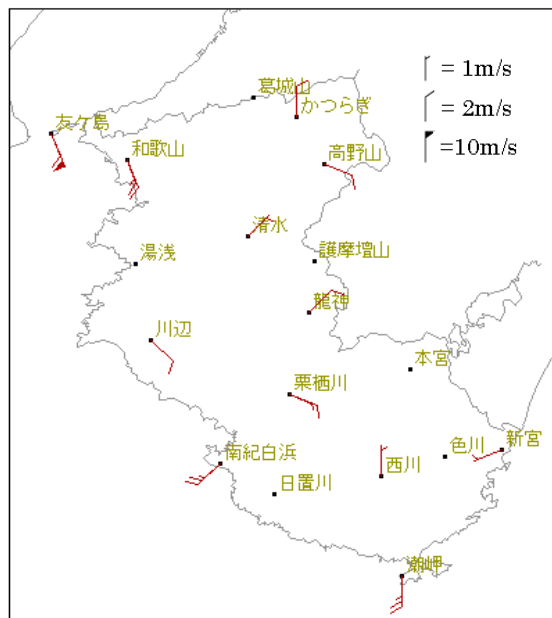 葛城山
= 1m/s
かつらぎ
= 2m/s
友ケ島
和歌山
=10m/s
高野山
清水
護摩壇山
湯浅
龍神
川辺
本宮
栗栖川
南紀白浜
色川
新宮
日置川
西川
潮岬